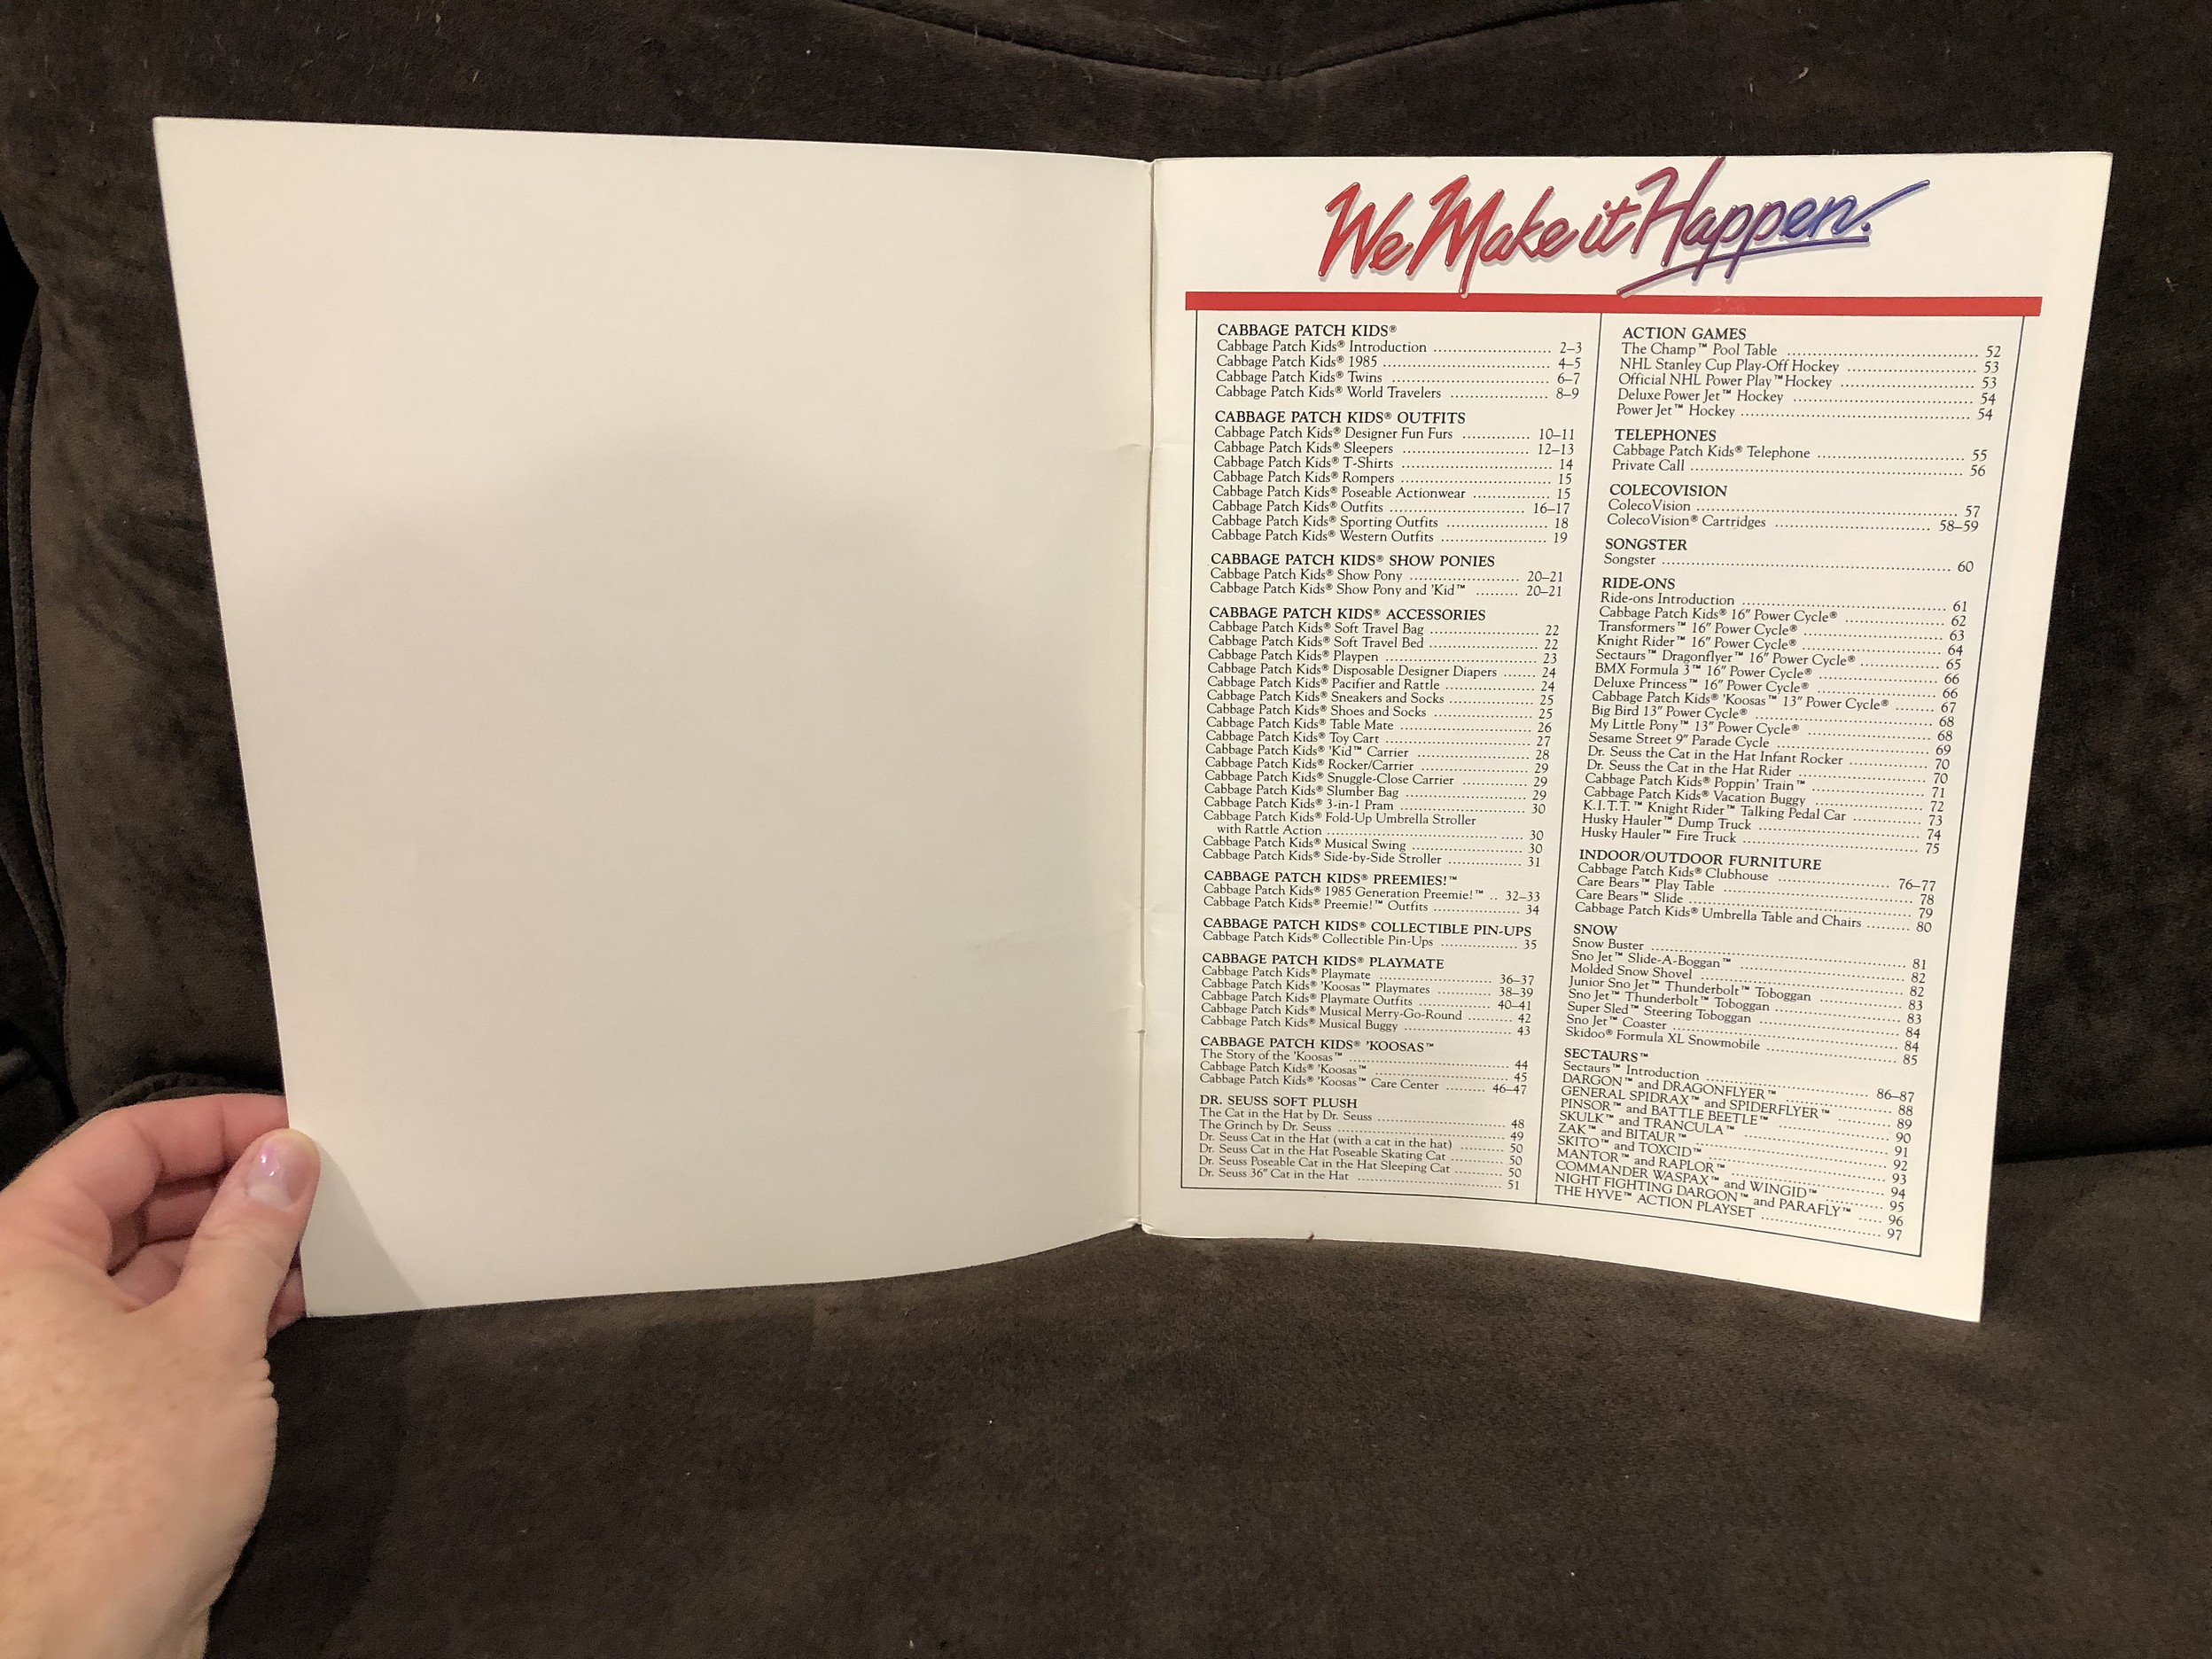 We Make it Happen!
CABBAGE PATCH KIDS®
Cabbage Patch Kids® Introduction ........ 2–3
Cabbage Patch Kids® 1985 ........ 4–5
Cabbage Patch Kids® Twins ........ 6–7
Cabbage Patch Kids® World Travelers ........ 8–9
CABBAGE PATCH KIDS® OUTFITS
Cabbage Patch Kids® Designer Fun Furs ........ 10–11
Cabbage Patch Kids® Sleepers ........ 12–13
Cabbage Patch Kids® T-Shirts ........ 14
Cabbage Patch Kids® Rompers ........ 15
Cabbage Patch Kids® Poseable Actionwear ........ 15
Cabbage Patch Kids® Outfits ........ 16–17
Cabbage Patch Kids® Sporting Outfits ........ 18
Cabbage Patch Kids® Western Outfits ........ 19
CABBAGE PATCH KIDS® SHOW PONIES
Cabbage Patch Kids® Show Pony ........ 20–21
Cabbage Patch Kids® Show Pony and 'Kid™ ........ 20–21
CABBAGE PATCH KIDS® ACCESSORIES
Cabbage Patch Kids® Soft Travel Bag ........ 22
Cabbage Patch Kids® Soft Travel Bed ........ 22
Cabbage Patch Kids® Playpen ........ 23
Cabbage Patch Kids® Disposable Designer Diapers ........ 24
Cabbage Patch Kids® Pacifier and Rattle ........ 24
Cabbage Patch Kids® Sneakers and Socks ........ 25
Cabbage Patch Kids® Shoes and Socks ........ 25
Cabbage Patch Kids® Table Mate ........ 26
Cabbage Patch Kids® Toy Cart ........ 27
Cabbage Patch Kids® 'Kid™ Carrier ........ 28
Cabbage Patch Kids® Rocker/Carrier ........ 29
Cabbage Patch Kids® Snuggle-Close Carrier ........ 29
Cabbage Patch Kids® Slumber Bag ........ 29
Cabbage Patch Kids® 3-in-1 Pram ........ 30
Cabbage Patch Kids® Fold-Up Umbrella Stroller
with Rattle Action ........ 30
Cabbage Patch Kids® Musical Swing ........ 30
Cabbage Patch Kids® Side-by-Side Stroller ........ 31
CABBAGE PATCH KIDS® PREEMIES!™
Cabbage Patch Kids® 1985 Generation Preemie!™ .. 32–33
Cabbage Patch Kids® Preemie!™ Outfits ........ 34
CABBAGE PATCH KIDS® COLLECTIBLE PIN-UPS
Cabbage Patch Kids® Collectible Pin-Ups ........ 35
CABBAGE PATCH KIDS® PLAYMATE
Cabbage Patch Kids® Playmate ........ 36–37
Cabbage Patch Kids® 'Koosas™ Playmates ........ 38–39
Cabbage Patch Kids® Playmate Outfits ........ 40–41
Cabbage Patch Kids® Musical Merry-Go-Round ........ 42
Cabbage Patch Kids® Musical Buggy ........ 43
CABBAGE PATCH KIDS® 'KOOSAS™
The Story of the 'Koosas™ ........ 44
Cabbage Patch Kids® 'Koosas™ ........ 45
Cabbage Patch Kids® 'Koosas™ Care Center ........ 46–47
DR. SEUSS SOFT PLUSH
The Cat in the Hat by Dr. Seuss ........ 48
The Grinch by Dr. Seuss ........ 49
Dr. Seuss Cat in the Hat (with a cat in the hat) ........ 50
Dr. Seuss Cat in the Hat Poseable Skating Cat ........ 50
Dr. Seuss Poseable Cat in the Hat Sleeping Cat ........ 50
Dr. Seuss 36" Cat in the Hat ........ 51
ACTION GAMES
The Champ™ Pool Table ........ 52
NHL Stanley Cup Play-Off Hockey ........ 53
Official NHL Power Play™ Hockey ........ 53
Deluxe Power Jet™ Hockey ........ 54
Power Jet™ Hockey ........ 54
TELEPHONES
Cabbage Patch Kids® Telephone ........ 55
Private Call ........ 56
COLECOVISION
ColecoVision ........ 57
ColecoVision® Cartridges ........ 58–59
SONGSTER
Songster ........ 60
RIDE-ONS
Ride-ons Introduction ........ 61
Cabbage Patch Kids® 16" Power Cycle® ........ 62
Transformers™ 16" Power Cycle® ........ 63
Knight Rider™ 16" Power Cycle® ........ 64
Sectaurs™ Dragonflyer™ 16" Power Cycle® ........ 65
BMX Formula 3™ 16" Power Cycle® ........ 66
Deluxe Princess™ 16" Power Cycle® ........ 66
Cabbage Patch Kids® 'Koosas™ 13" Power Cycle® ........ 67
Big Bird 13" Power Cycle® ........ 68
My Little Pony™ 13" Power Cycle® ........ 68
Sesame Street 9" Parade Cycle ........ 69
Dr. Seuss the Cat in the Hat Infant Rocker ........ 70
Dr. Seuss the Cat in the Hat Rider ........ 70
Cabbage Patch Kids® Poppin' Train™ ........ 71
Cabbage Patch Kids® Vacation Buggy ........ 72
K.I.T.T.™ Knight Rider™ Talking Pedal Car ........ 73
Husky Hauler™ Dump Truck ........ 74
Husky Hauler™ Fire Truck ........ 75
INDOOR/OUTDOOR FURNITURE
Cabbage Patch Kids® Clubhouse ........ 76–77
Care Bears™ Play Table ........ 78
Care Bears™ Slide ........ 79
Cabbage Patch Kids® Umbrella Table and Chairs ........ 80
SNOW
Snow Buster ........ 81
Sno Jet™ Slide-A-Boggan™ ........ 82
Molded Snow Shovel ........ 82
Junior Sno Jet™ Thunderbolt™ Toboggan ........ 83
Sno Jet™ Thunderbolt™ Toboggan ........ 83
Super Sled™ Steering Toboggan ........ 84
Sno Jet™ Coaster ........ 84
Skidoo® Formula XL Snowmobile ........ 85
SECTAURS™
Sectaurs™ Introduction ........ 86–87
DARGON™ and DRAGONFLYER™ ........ 88
GENERAL SPIDRAX™ and SPIDERFLYER™ ........ 89
PINSOR™ and BATTLE BEETLE™ ........ 90
SKULK™ and TRANCULA™ ........ 91
ZAK™ and BITAUR™ ........ 92
SKITO™ and TOXCID™ ........ 93
MANTOR™ and RAPLOR™ ........ 94
COMMANDER WASPAX™ and WINGID™ ........ 95
NIGHT FIGHTING DARGON™ and PARAFLY™ ..... 96
THE HYVE™ ACTION PLAYSET ........ 97